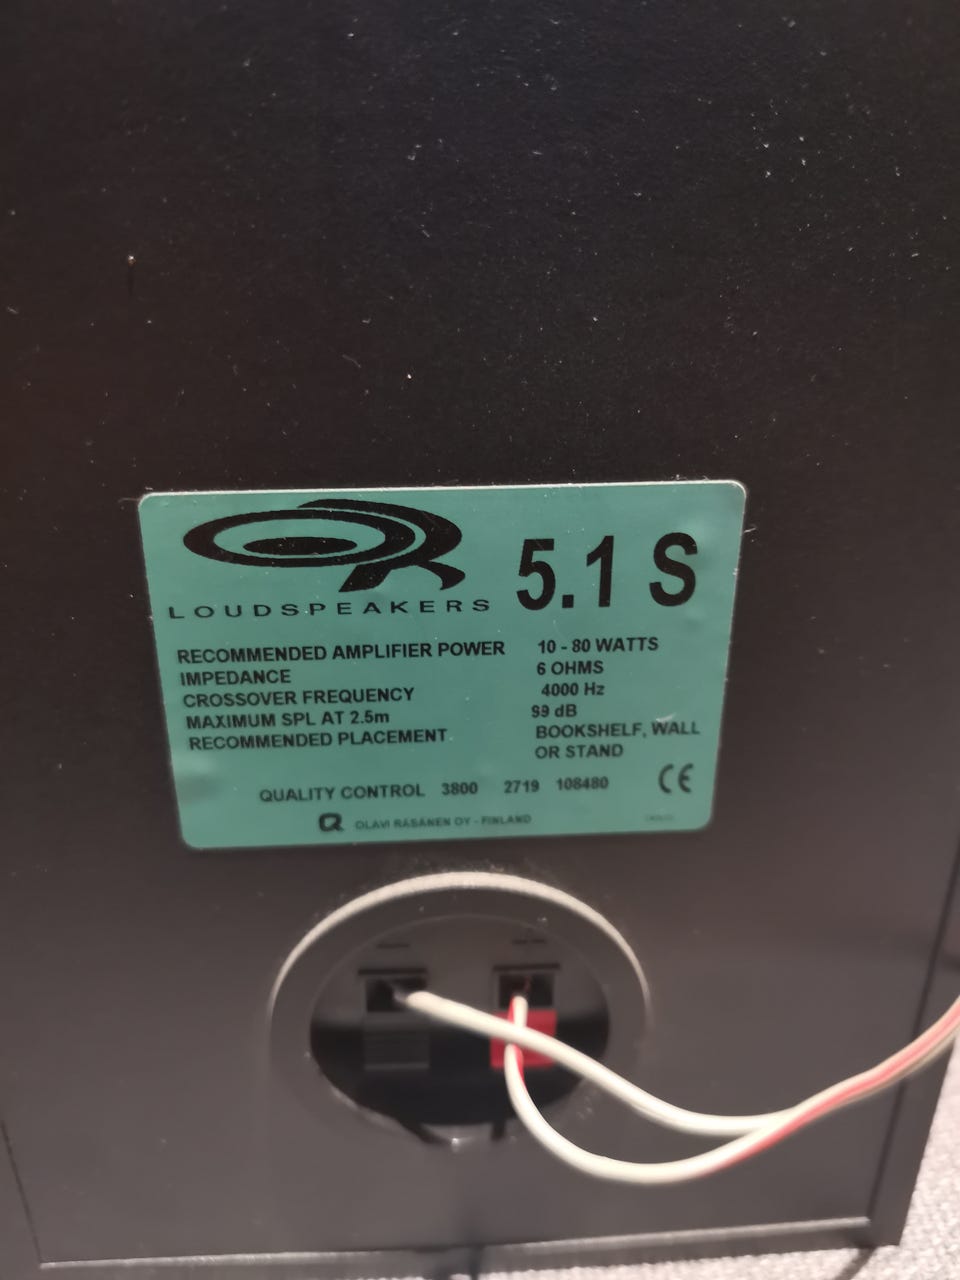 OR
LOUDSPEAKERS
5.1 S
RECOMMENDED AMPLIFIER POWER 10 - 80 WATTS
IMPEDANCE 6 OHMS
CROSSOVER FREQUENCY 4000 Hz
MAXIMUM SPL AT 2.5m 99 dB
RECOMMENDED PLACEMENT BOOKSHELF, WALL
OR STAND
QUALITY CONTROL 3800 2719 108480 CE
OLAVI RÄSÄNEN OY - FINLAND